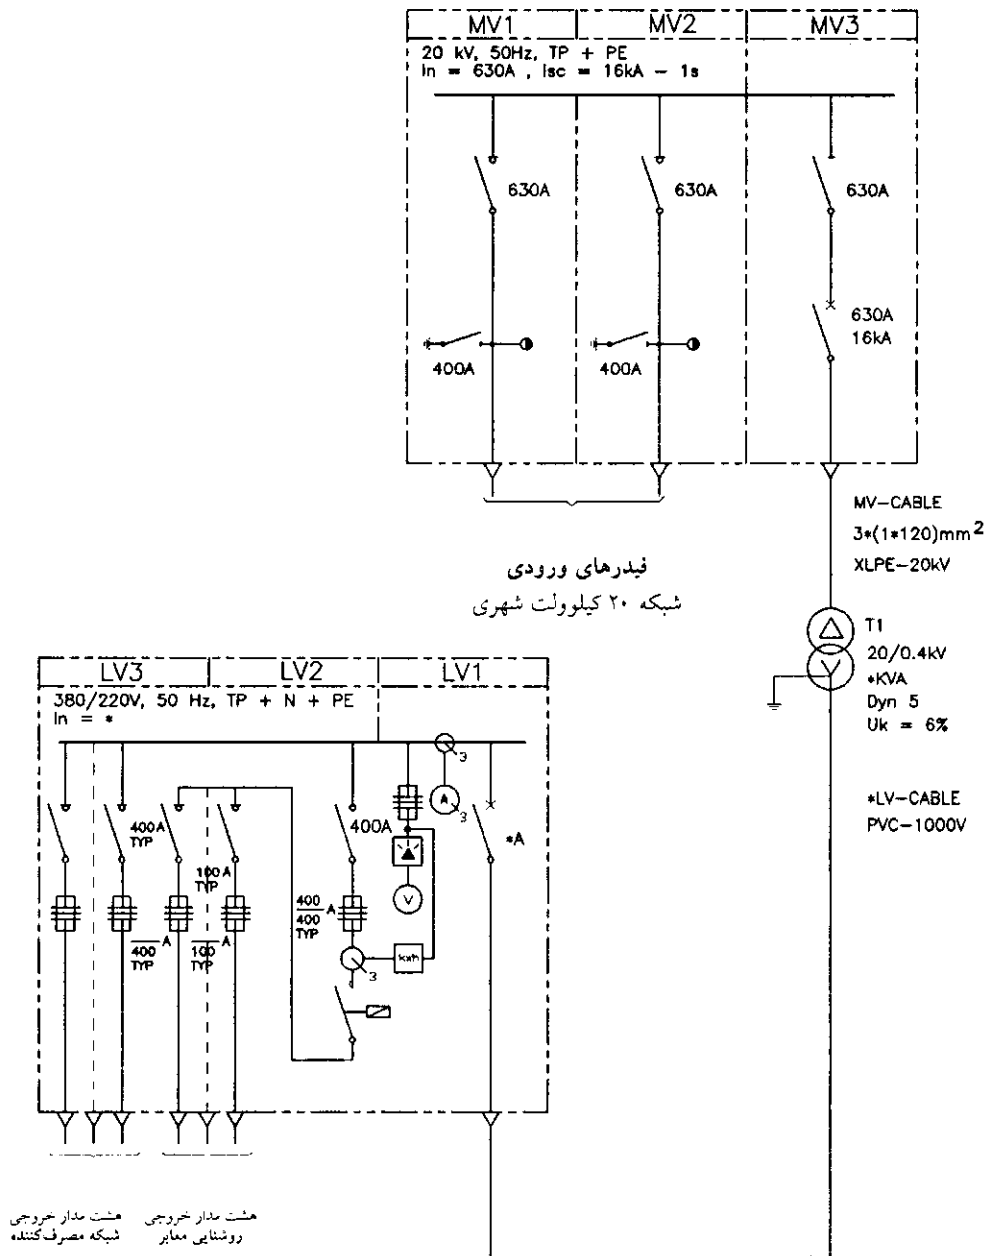 MV1
MV2
MV3
20 kV, 50Hz, TP + PE
In = 630A , Isc = 16kA - 1s
630A
630A
630A
630A
16kA
400A
400A
MV-CABLE
3*(1*120)mm²
XLPE-20kV
فیدرهای ورودی
شبکه ۲۰ کیلوولت شهری
T1
20/0.4kV
*KVA
Dyn 5
Uk = 6%
*LV-CABLE
PVC-1000V
LV3
LV2
LV1
380/220V, 50 Hz, TP + N + PE
In = *
3
A
3
400A
TYP
400A
*A
100A
TYP
V
400
400 A
TYP
400 A
TYP
100 A
TYP
kwh
3
هشت مدار خروجی
شبکه مصرف‌کننده
هشت مدار خروجی
روشنایی معابر